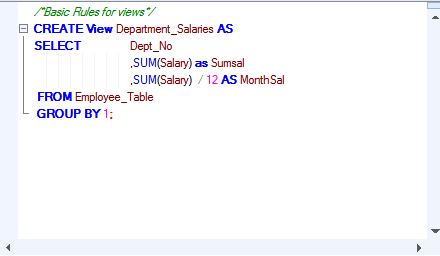 /*Basic Rules for views*/
CREATE View Department_Salaries AS
SELECT Dept_No
,SUM(Salary) as Sumsal
,SUM(Salary) / 12 AS MonthSal
FROM Employee_Table
GROUP BY 1;